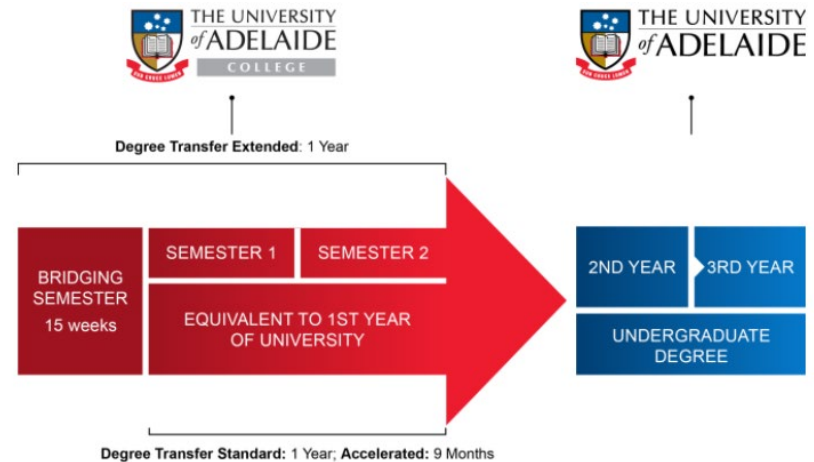 THE UNIVERSITY
of ADELAIDE
COLLEGE
THE UNIVERSITY
of ADELAIDE
Degree Transfer Extended: 1 Year
BRIDGING
SEMESTER
15 weeks
SEMESTER 1
SEMESTER 2
EQUIVALENT TO 1ST YEAR
OF UNIVERSITY
2ND YEAR
3RD YEAR
UNDERGRADUATE
DEGREE
Degree Transfer Standard: 1 Year; Accelerated: 9 Months